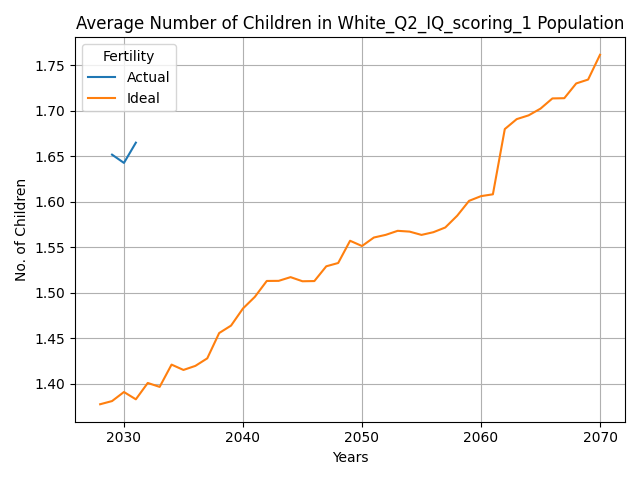 Average Number of Children in White_Q2_IQ_scoring_1 Population
Fertility
Actual
Ideal
No. of Children
1.75
1.70
1.65
1.60
1.55
1.50
1.45
1.40
2030 2040 2050 2060 2070
Years